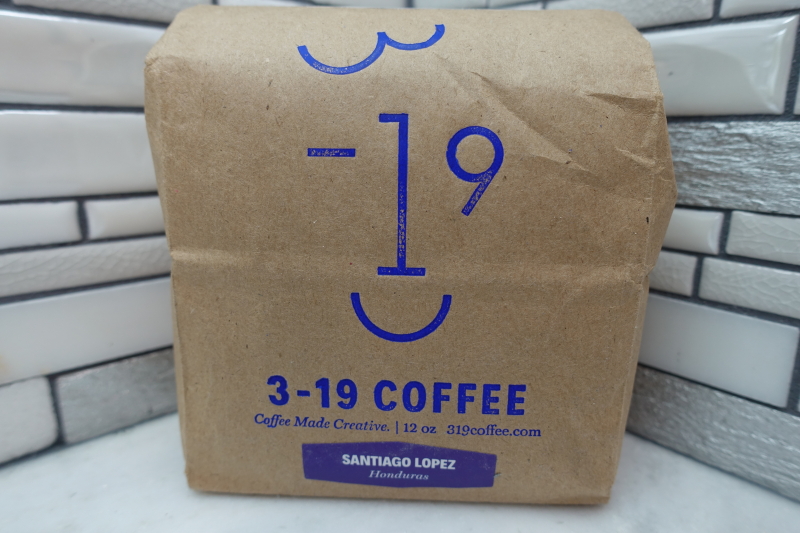 3
-19
3-19 COFFEE
Coffee Made Creative. | 12 oz 319coffee.com
SANTIAGO LOPEZ
Honduras